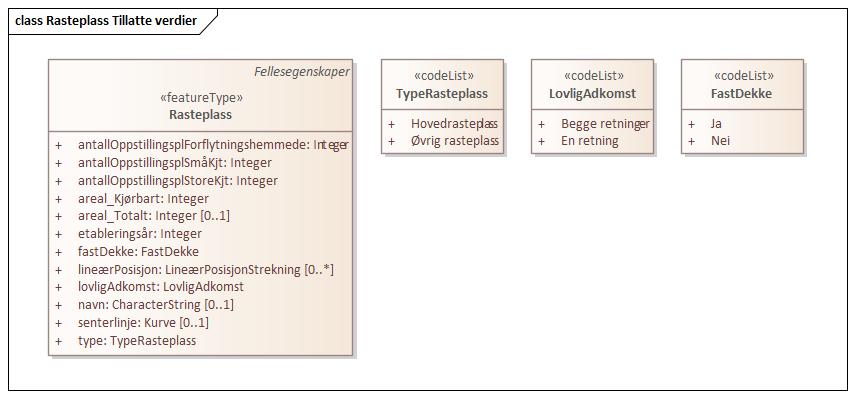 class Rasteplass Tillatte verdier
Fellesegenskaper
«featureType»
Rasteplass
+ antallOppstillingsplForflytningshemmede: Integer
+ antallOppstillingsplSmåKjt: Integer
+ antallOppstillingsplStoreKjt: Integer
+ areal_Kjørbart: Integer
+ areal_Totalt: Integer [0..1]
+ etableringsår: Integer
+ fastDekke: FastDekke
+ lineærPosisjon: LineærPosisjonStrekning [0..*]
+ lovligAdkomst: LovligAdkomst
+ navn: CharacterString [0..1]
+ senterlinje: Kurve [0..1]
+ type: TypeRasteplass
«codeList»
TypeRasteplass
+ Hovedrasteplass
+ Øvrig rasteplass
«codeList»
LovligAdkomst
+ Begge retninger
+ En retning
«codeList»
FastDekke
+ Ja
+ Nei